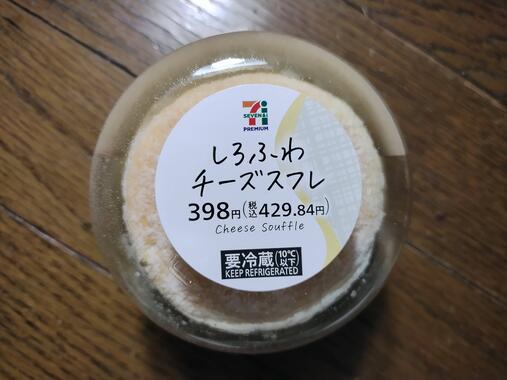 7i
SEVEN&i
PREMIUM
しろふわ
チーズスフレ
398円(税込429.84円)
Cheese Souffle
要冷蔵(10℃以下)
KEEP REFRIGERATED